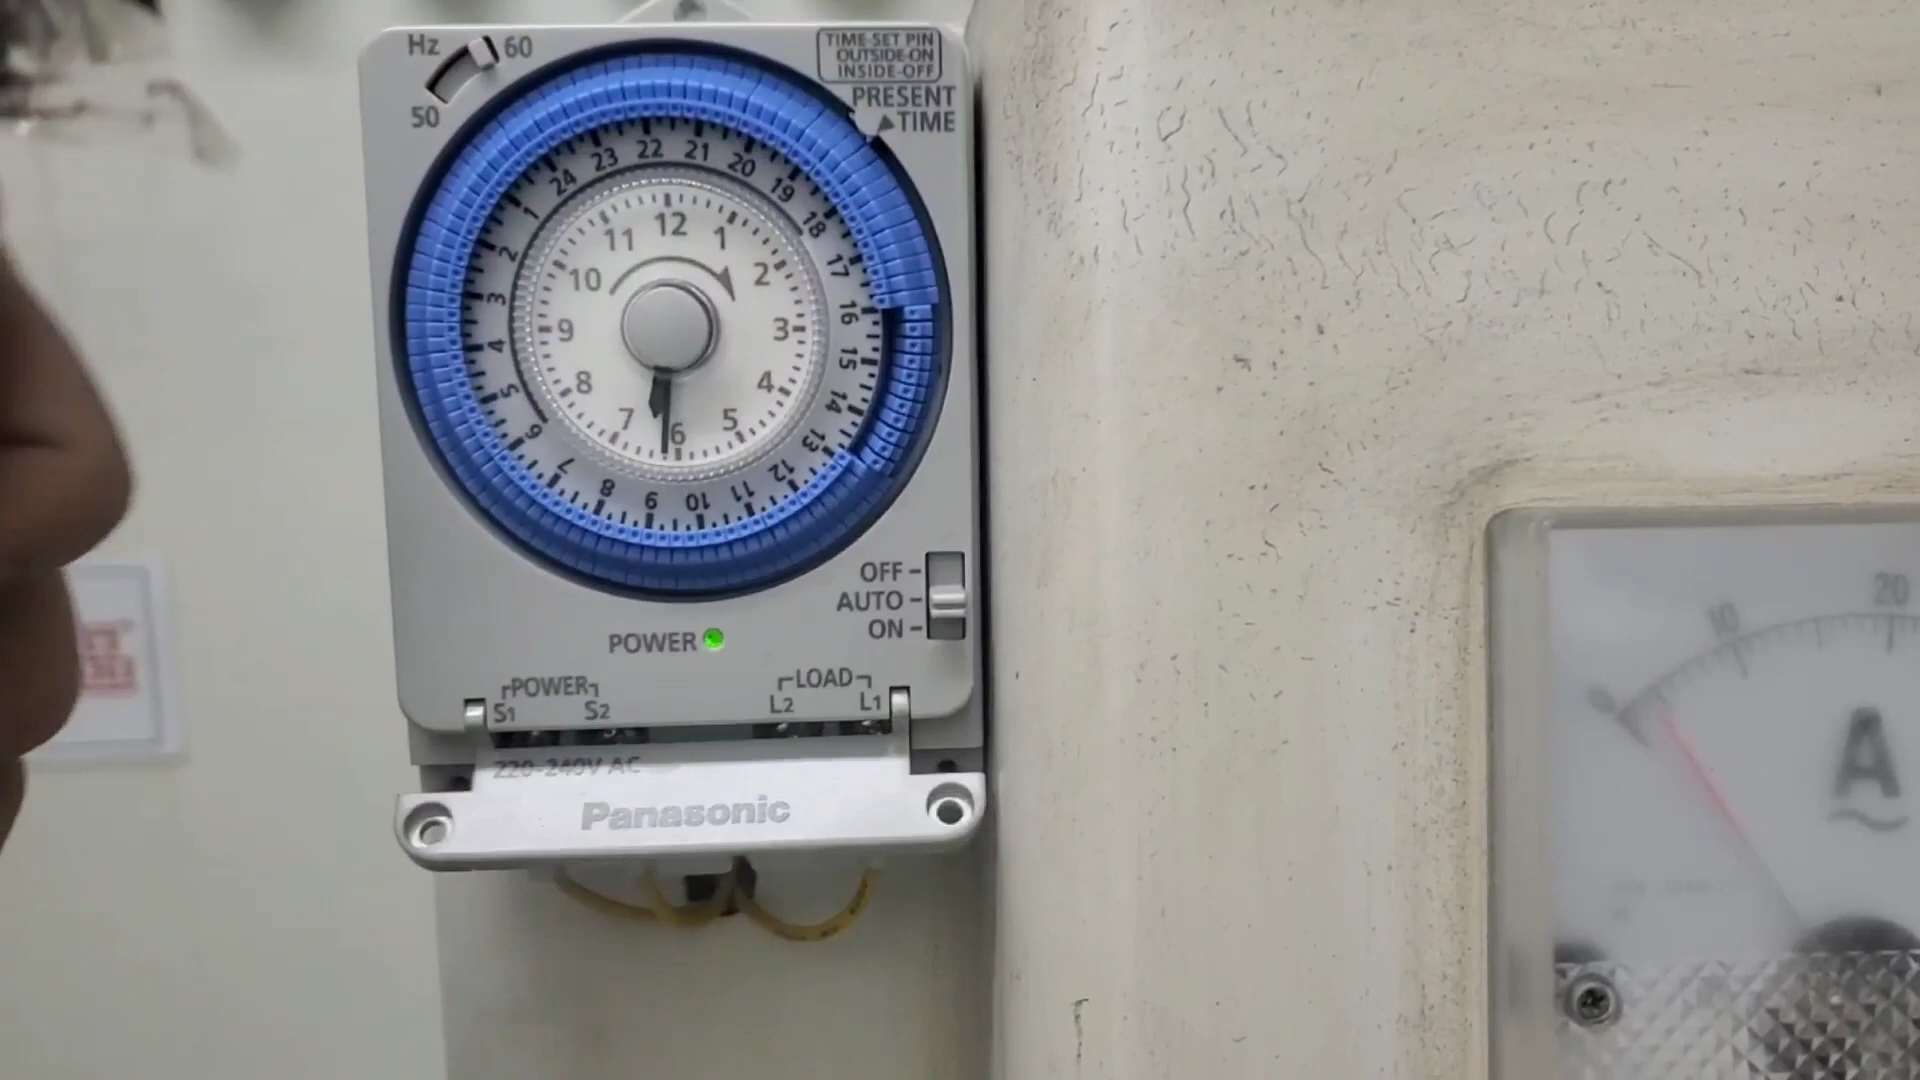 Hz 60
50
TIME-SET PIN
OUTSIDE-ON
INSIDE-OFF
PRESENT
TIME
24 23 22 21 20 19 18 17 16 15 14 13 12 11 10 9 8 7 6 5 4 3 2 1
12 1 2 3 4 5 6 7 8 9 10 11
OFF
AUTO
ON
POWER
POWER
S1 S2
LOAD
L2 L1
220-240V AC
Panasonic
0 10 20
A